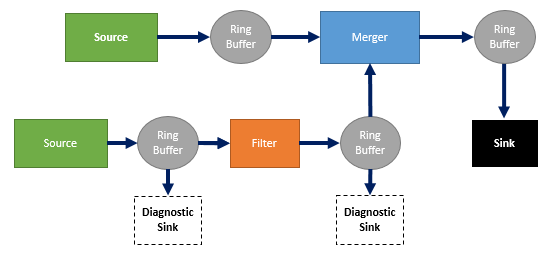 Source
Ring
Buffer
Merger
Ring
Buffer
Source
Ring
Buffer
Filter
Ring
Buffer
Sink
Diagnostic
Sink
Diagnostic
Sink